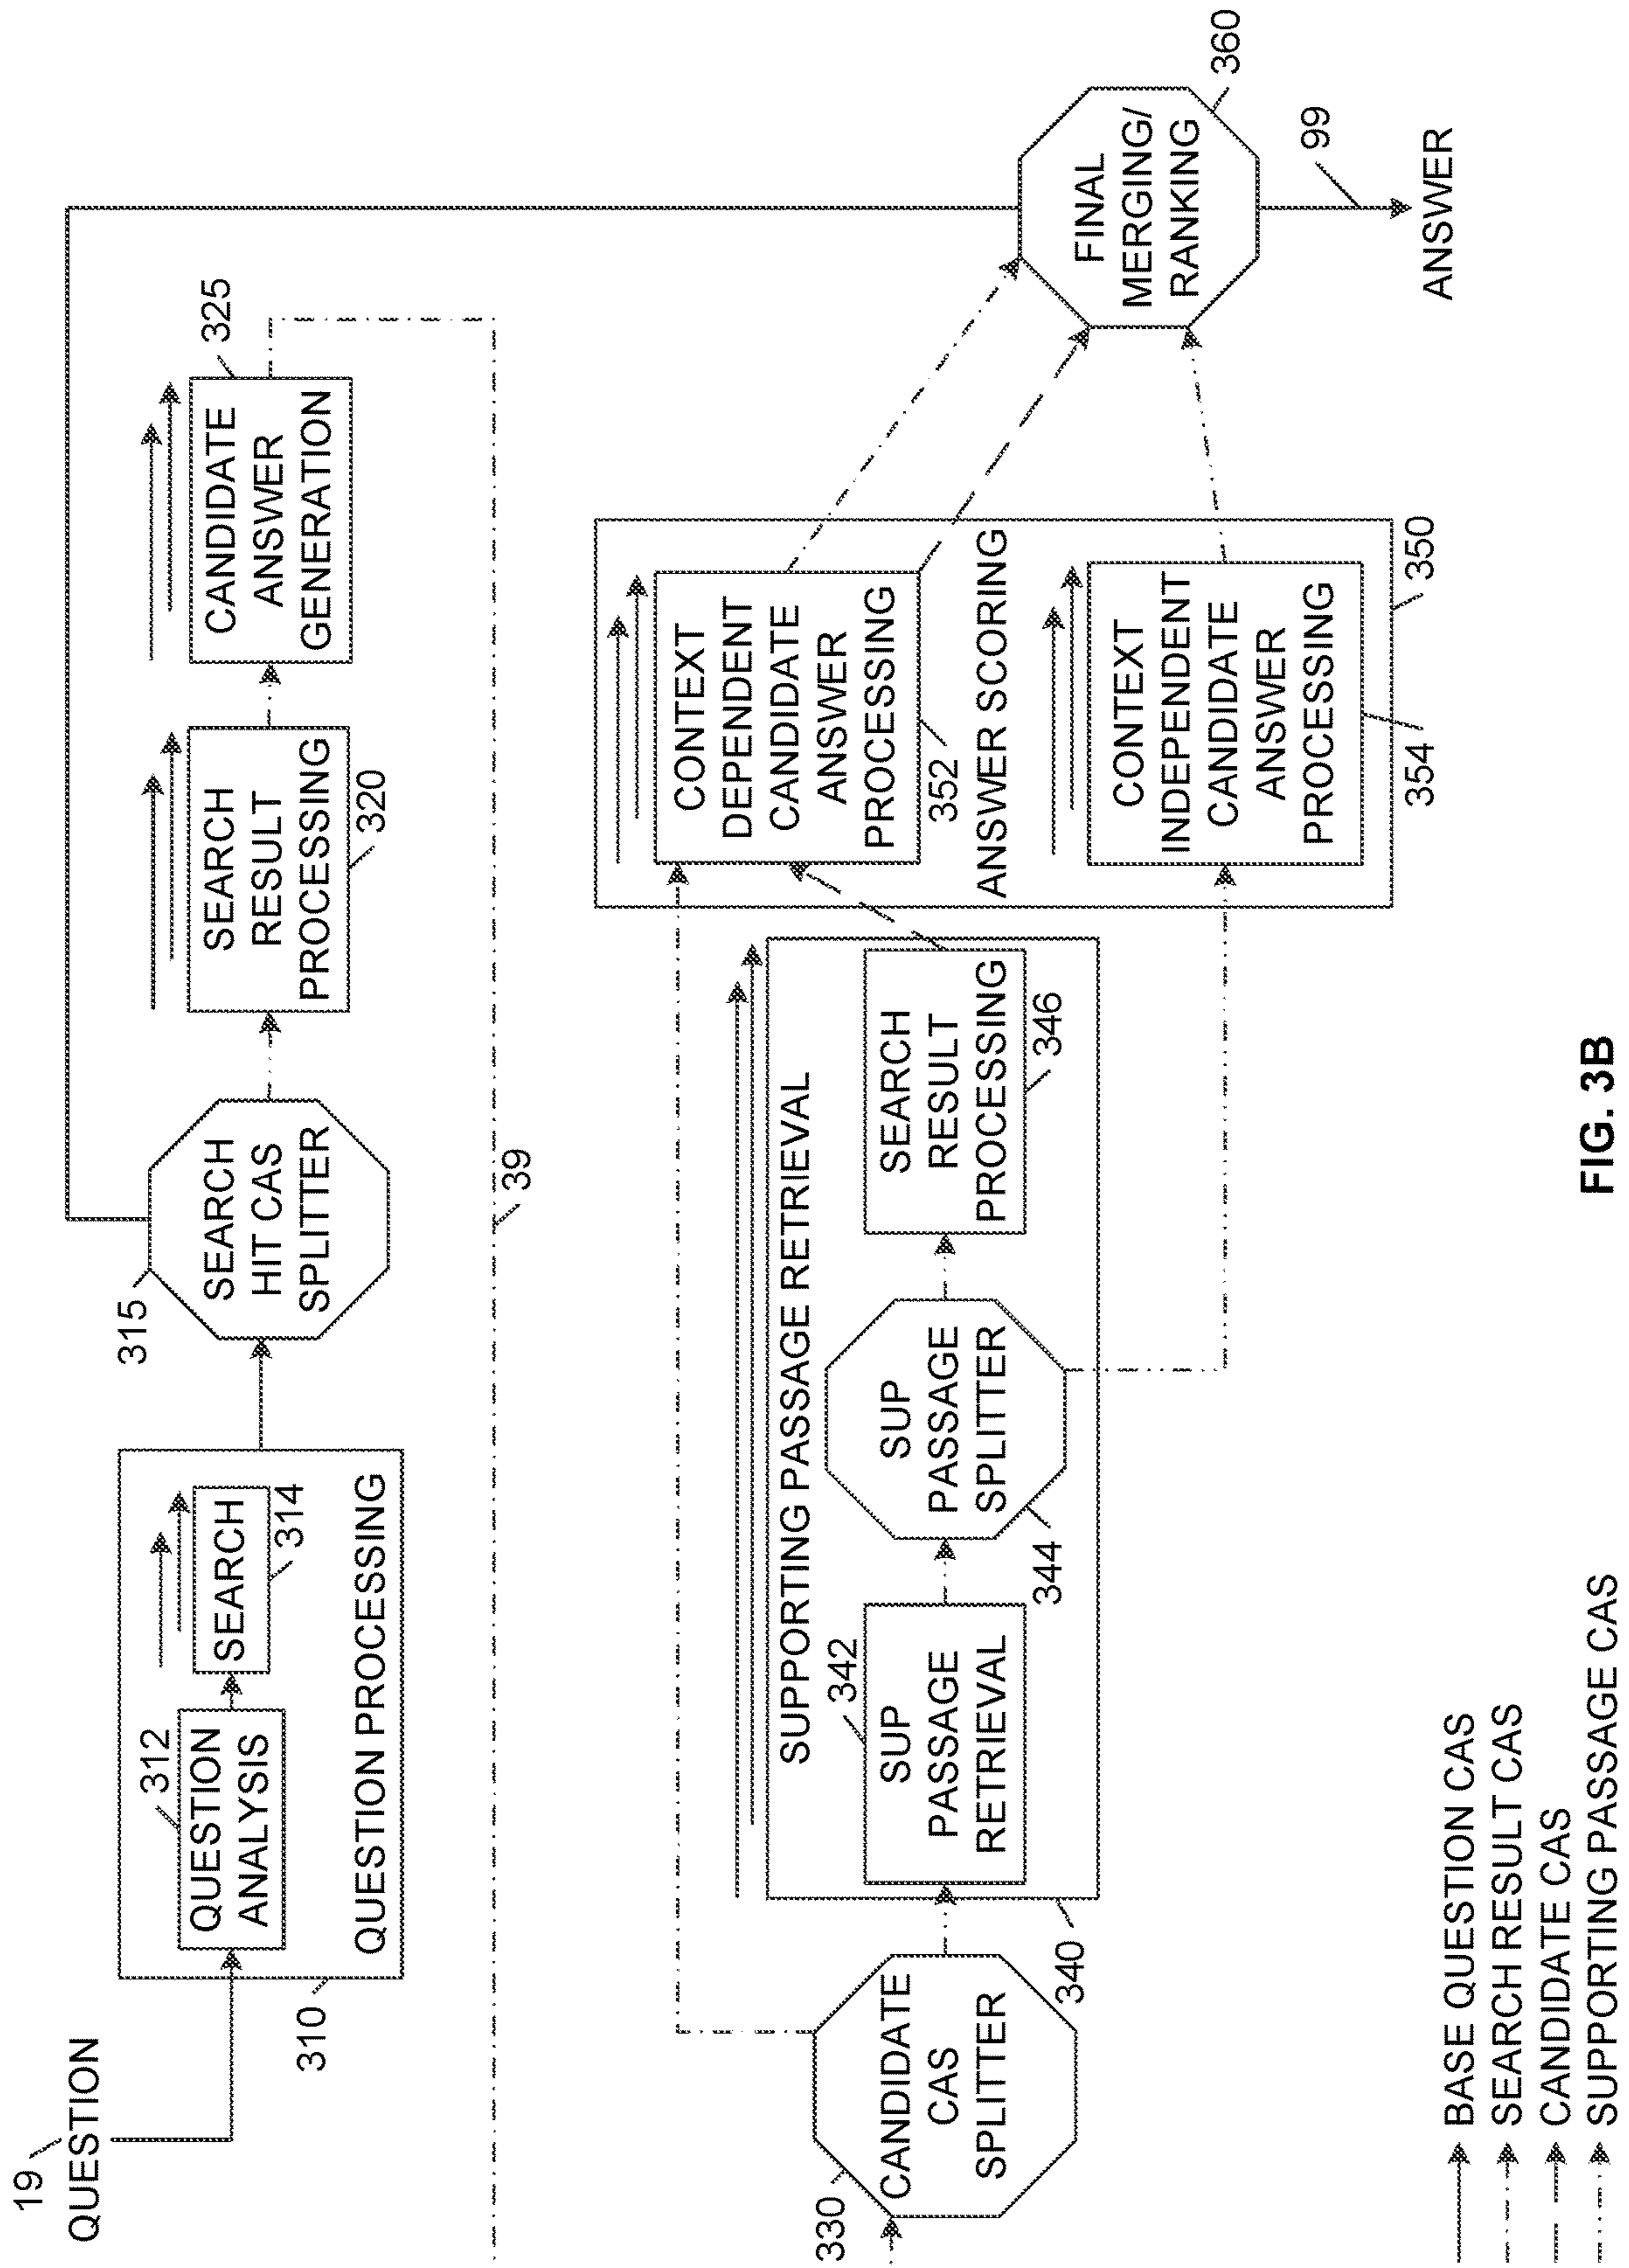 19
QUESTION
310
312
QUESTION
ANALYSIS
SEARCH
314
QUESTION PROCESSING
315
SEARCH
HIT CAS
SPLITTER
SEARCH
RESULT
PROCESSING
320
CANDIDATE
ANSWER
GENERATION
325
39
330
CANDIDATE
CAS
SPLITTER
340
SUPPORTING PASSAGE RETRIEVAL
342
SUP
PASSAGE
RETRIEVAL
344
SUP
PASSAGE
SPLITTER
SEARCH
RESULT
PROCESSING
346
CONTEXT
DEPENDENT
CANDIDATE
ANSWER
PROCESSING
352
ANSWER SCORING
CONTEXT
INDEPENDENT
CANDIDATE
ANSWER
PROCESSING
354
350
FINAL
MERGING/
RANKING
360
99
ANSWER
BASE QUESTION CAS
SEARCH RESULT CAS
CANDIDATE CAS
SUPPORTING PASSAGE CAS
FIG. 3B